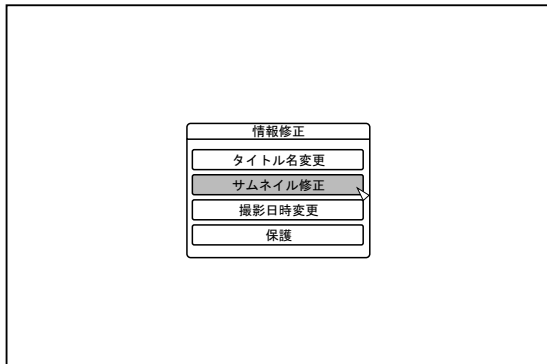 情報修正
タイトル名変更
サムネイル修正
撮影日時変更
保護